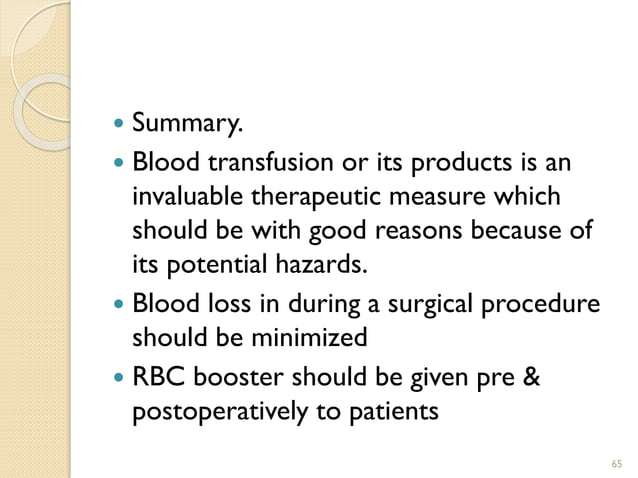 • Summary.
• Blood transfusion or its products is an
invaluable therapeutic measure which
should be with good reasons because of
its potential hazards.
• Blood loss in during a surgical procedure
should be minimized
• RBC booster should be given pre &
postoperatively to patients
65